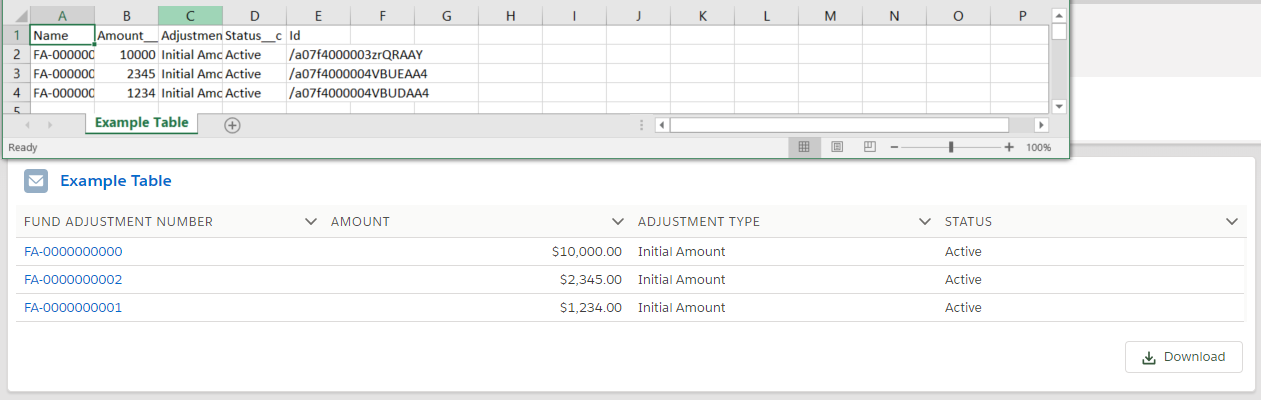 A B C D E F G H I J K L M N O P
1 Name Amount__ Adjustmen Status__c Id
2 FA-000000 10000 Initial Amc Active /a07f4000003zrQRAAY
3 FA-000000 2345 Initial Amc Active /a07f4000004VBUEAA4
4 FA-000000 1234 Initial Amc Active /a07f4000004VBUDAA4
5
Example Table
Ready 100%
Example Table
FUND ADJUSTMENT NUMBER AMOUNT ADJUSTMENT TYPE STATUS
FA-0000000000 $10,000.00 Initial Amount Active
FA-0000000002 $2,345.00 Initial Amount Active
FA-0000000001 $1,234.00 Initial Amount Active
Download